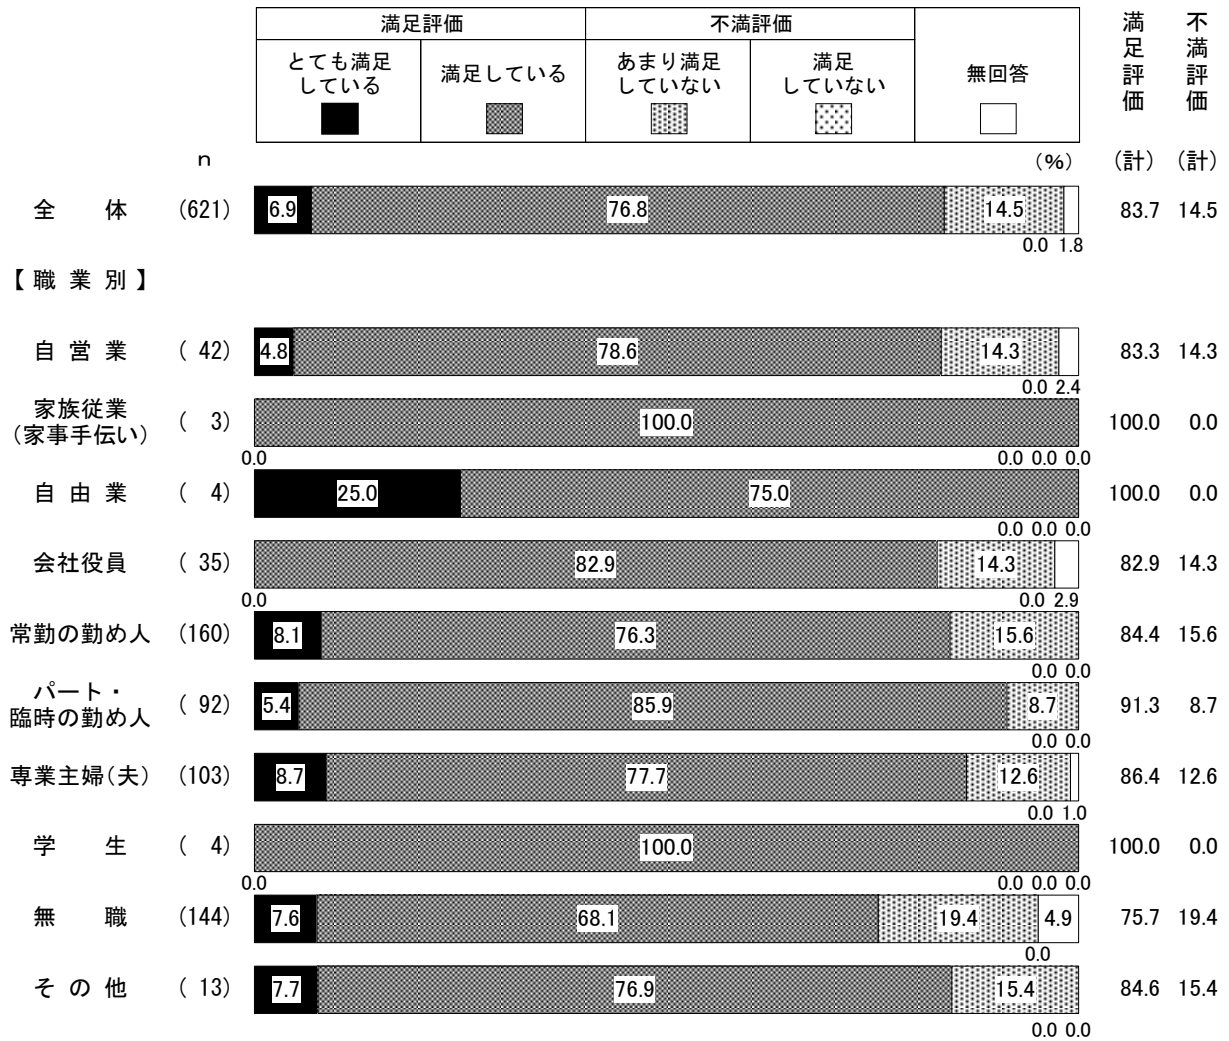 満足評価 不満評価
とても満足
している
満足している
あまり満足
していない
満足
していない
無回答
満足評価
不満評価
n (%) (計) (計)
全 体 (621) 6.9 76.8 14.5 83.7 14.5
0.0 1.8
【職業別】
自営業 ( 42) 4.8 78.6 14.3 83.3 14.3
0.0 2.4
家族従業
(家事手伝い) ( 3) 100.0 100.0 0.0
0.0 0.0 0.0 0.0
自由業 ( 4) 25.0 75.0 100.0 0.0
0.0 0.0 0.0
会社役員 ( 35) 82.9 14.3 82.9 14.3
0.0 0.0 2.9
常勤の勤め人 (160) 8.1 76.3 15.6 84.4 15.6
0.0 0.0
パート・
臨時の勤め人 ( 92) 5.4 85.9 8.7 91.3 8.7
0.0 0.0
専業主婦(夫) (103) 8.7 77.7 12.6 86.4 12.6
0.0 1.0
学 生 ( 4) 100.0 100.0 0.0
0.0 0.0 0.0 0.0
無 職 (144) 7.6 68.1 19.4 4.9 75.7 19.4
0.0
その他 ( 13) 7.7 76.9 15.4 84.6 15.4
0.0 0.0